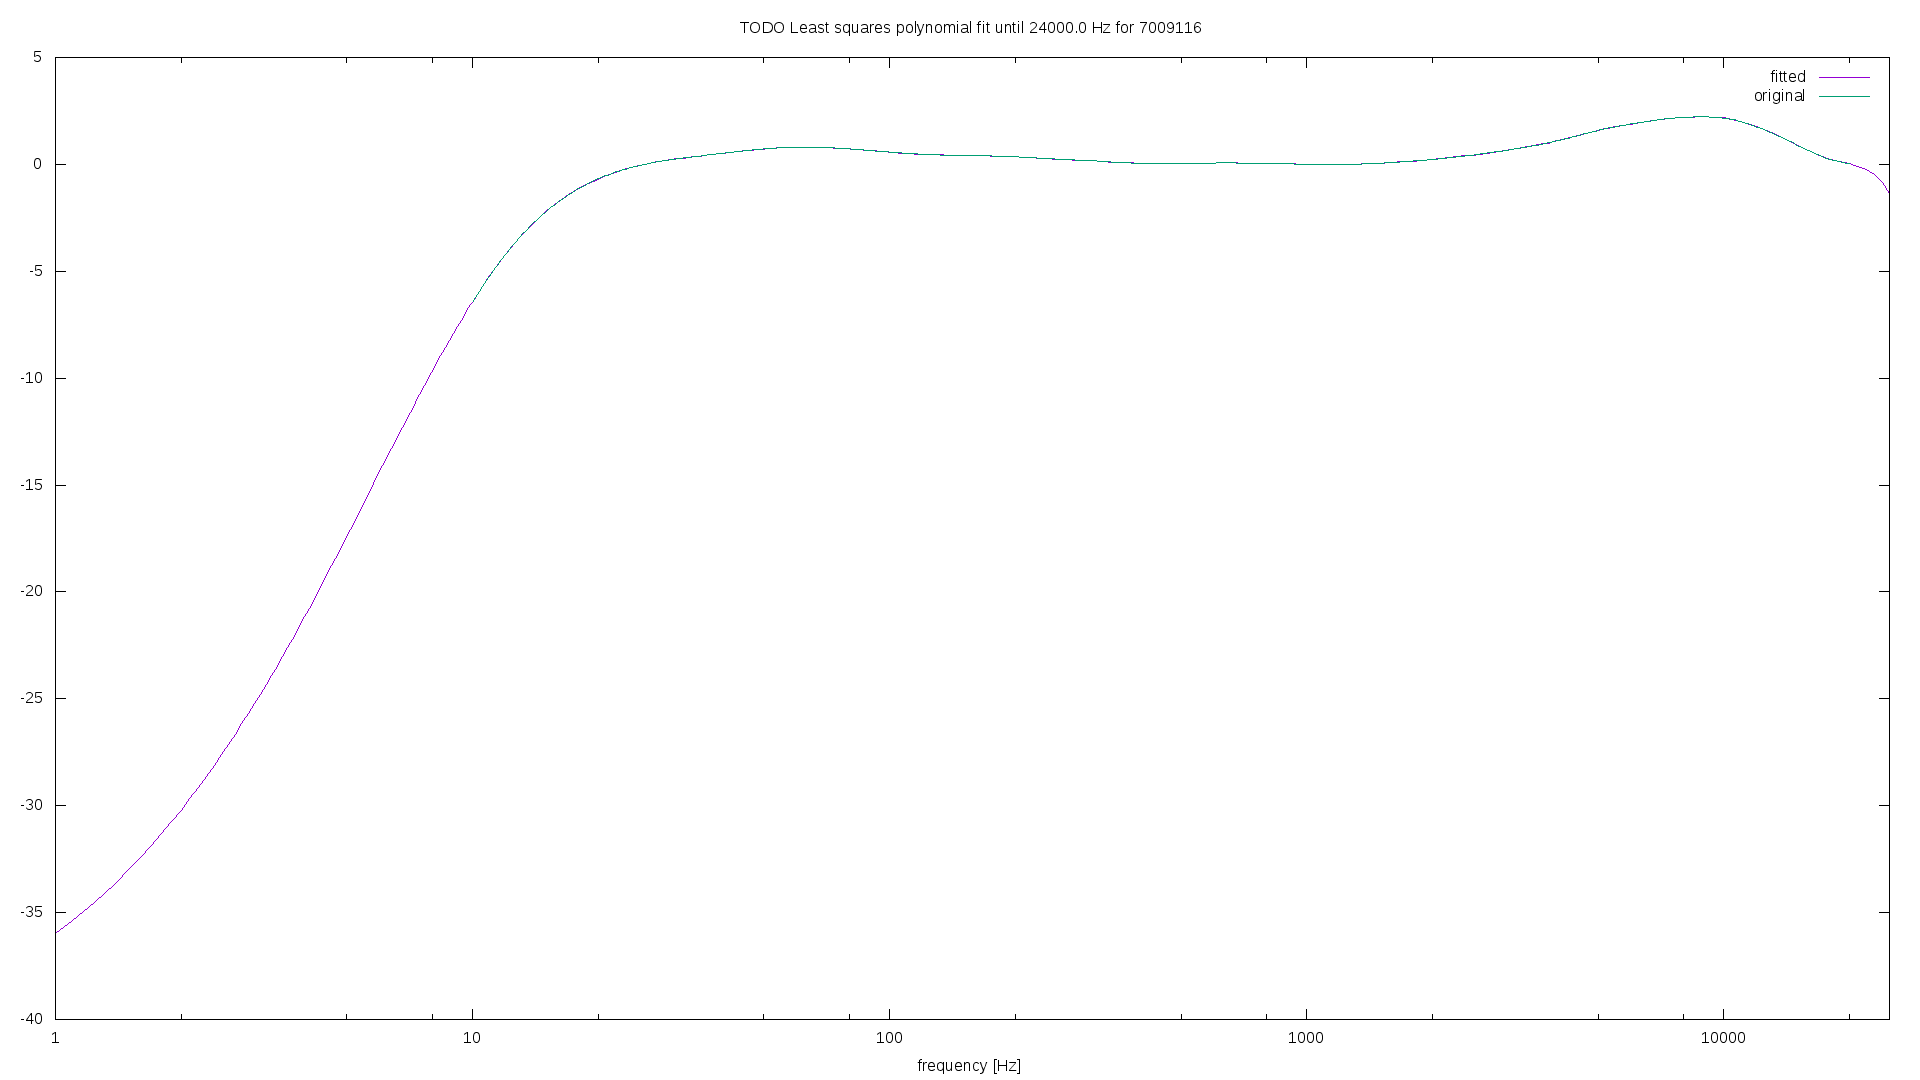 TODO Least squares polynomial fit until 24000.0 Hz for 7009116
fitted
original
5
0
-5
-10
-15
-20
-25
-30
-35
-40
1 10 100 1000 10000
frequency [Hz]